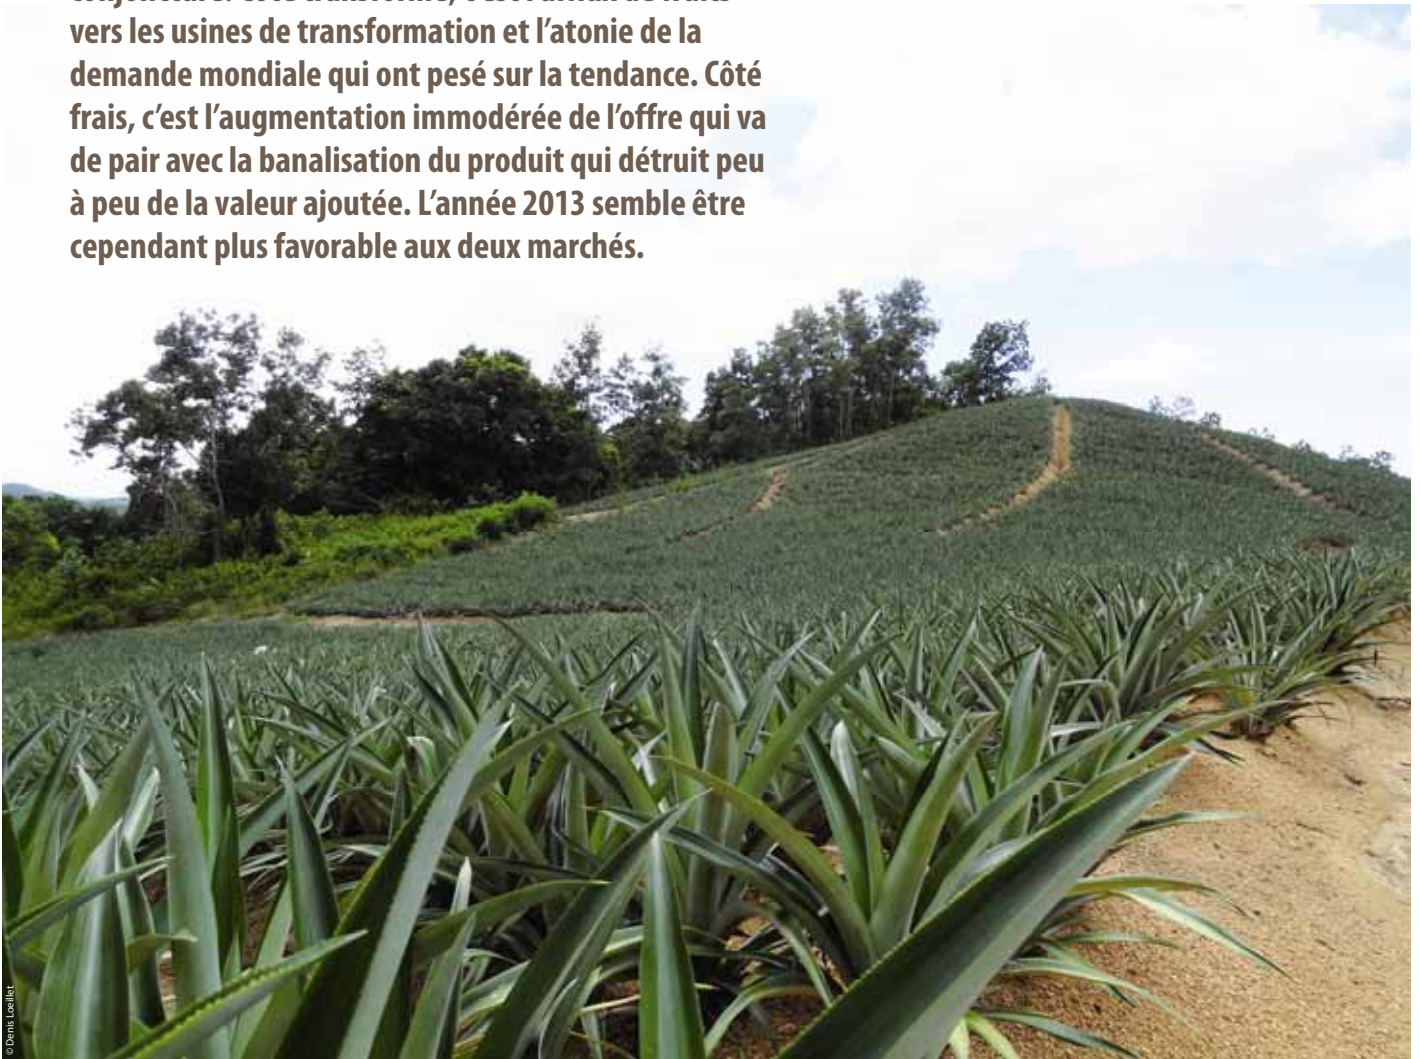 vers les usines de transformation et l’atonie de la
demande mondiale qui ont pesé sur la tendance. Côté
frais, c’est l’augmentation immodérée de l’offre qui va
de pair avec la banalisation du produit qui détruit peu
à peu de la valeur ajoutée. L’année 2013 semble être
cependant plus favorable aux deux marchés.
© Denis Loeillet